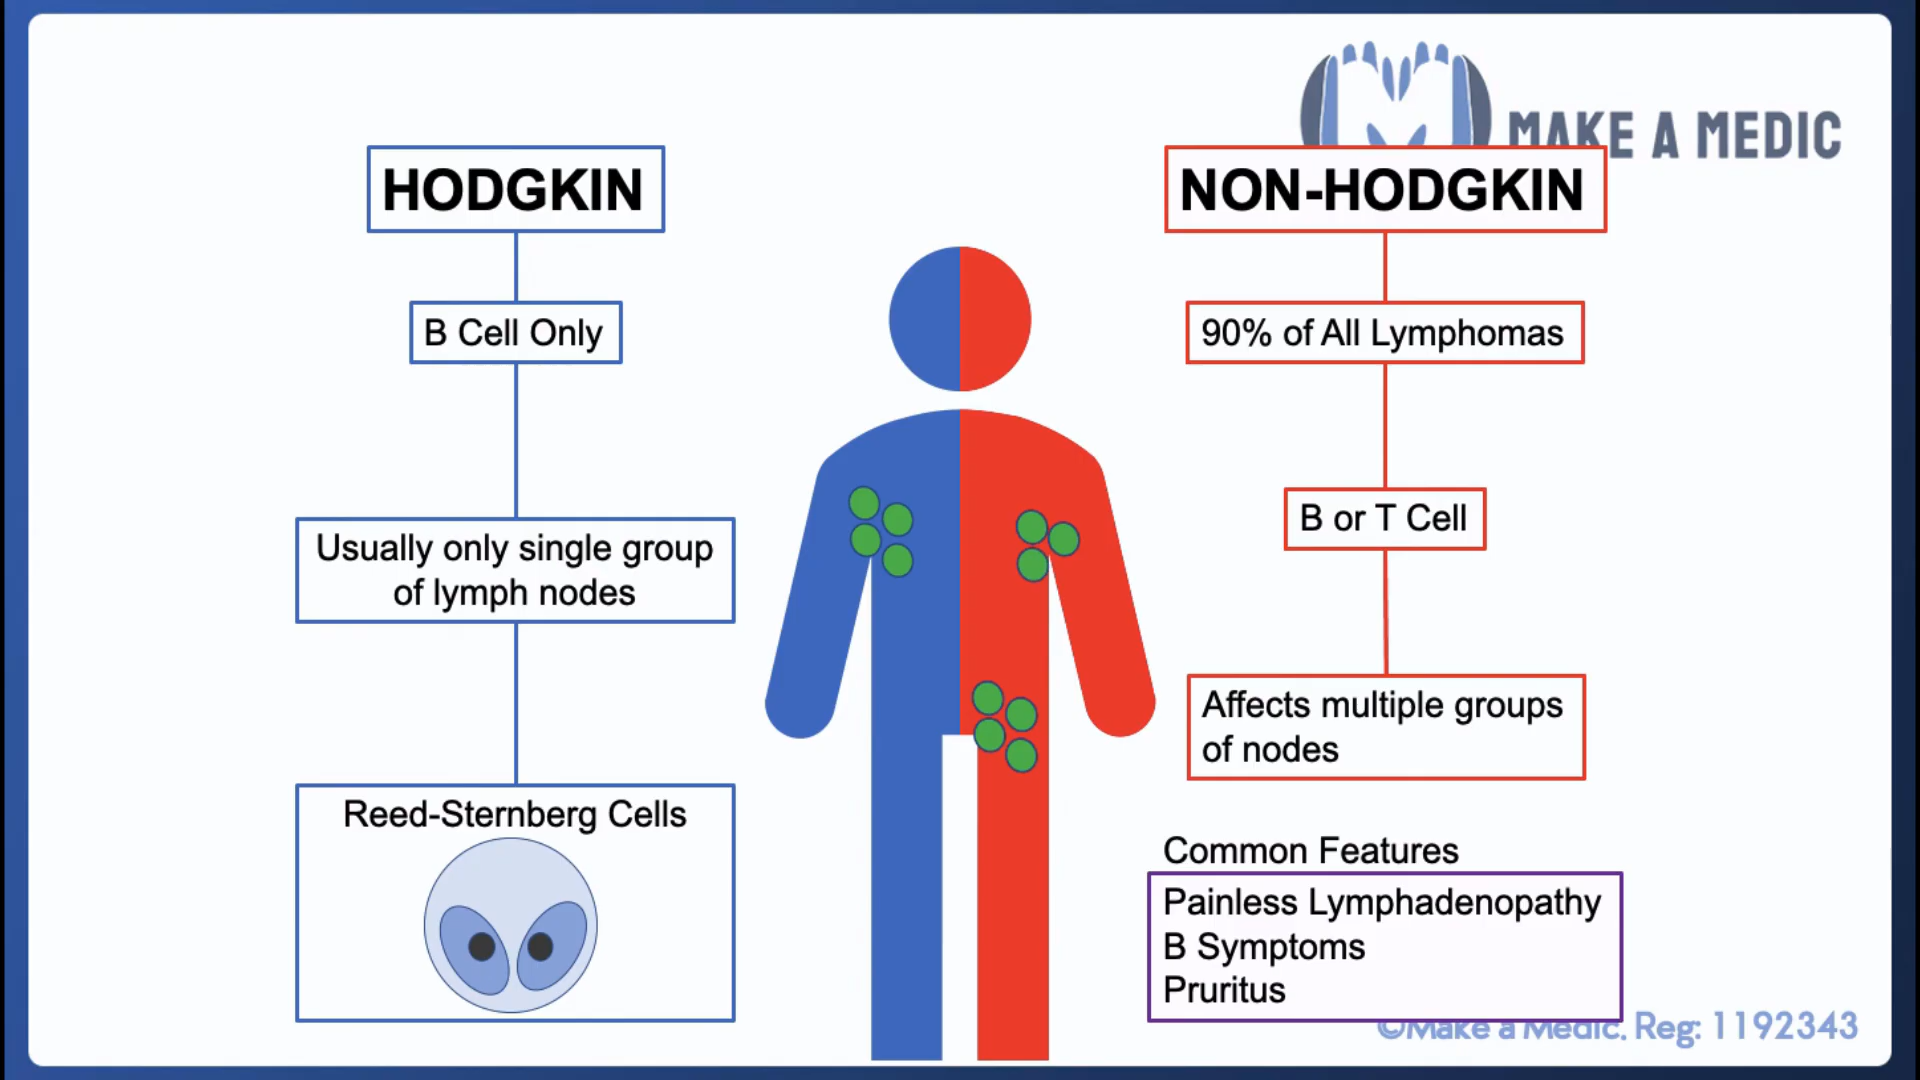 MAKE A MEDIC
HODGKIN
B Cell Only
Usually only single group
of lymph nodes
Reed-Sternberg Cells
NON-HODGKIN
90% of All Lymphomas
B or T Cell
Affects multiple groups
of nodes
Common Features
Painless Lymphadenopathy
B Symptoms
Pruritus
©Make a Medic. Reg: 1192343